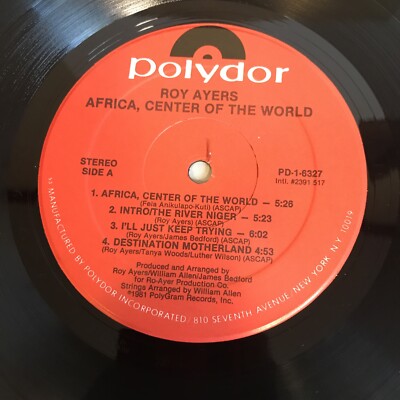 polydor
ROY AYERS
AFRICA, CENTER OF THE WORLD
STEREO
SIDE A
PD-1-6327
Intl. #2391 517
1. AFRICA, CENTER OF THE WORLD — 5:26
(Fela Anikulapo-Kuti) (ASCAP)
2. INTRO/THE RIVER NIGER — 5:23
(Roy Ayers) (ASCAP)
3. I'LL JUST KEEP TRYING — 6:02
(Roy Ayers/James Bedford) (ASCAP)
4. DESTINATION MOTHERLAND 4:53
(Roy Ayers/Tanya Woods/Luther Wilson) (ASCAP)
Produced and Arranged by
Roy Ayers/William Allen/James Bedford
for Ro-Ayer Production Co.
Strings Arranged by William Allen
℗1981 PolyGram Records, Inc.
MANUFACTURED BY POLYDOR INCORPORATED / 810 SEVENTH AVENUE / NEW YORK N Y 10019